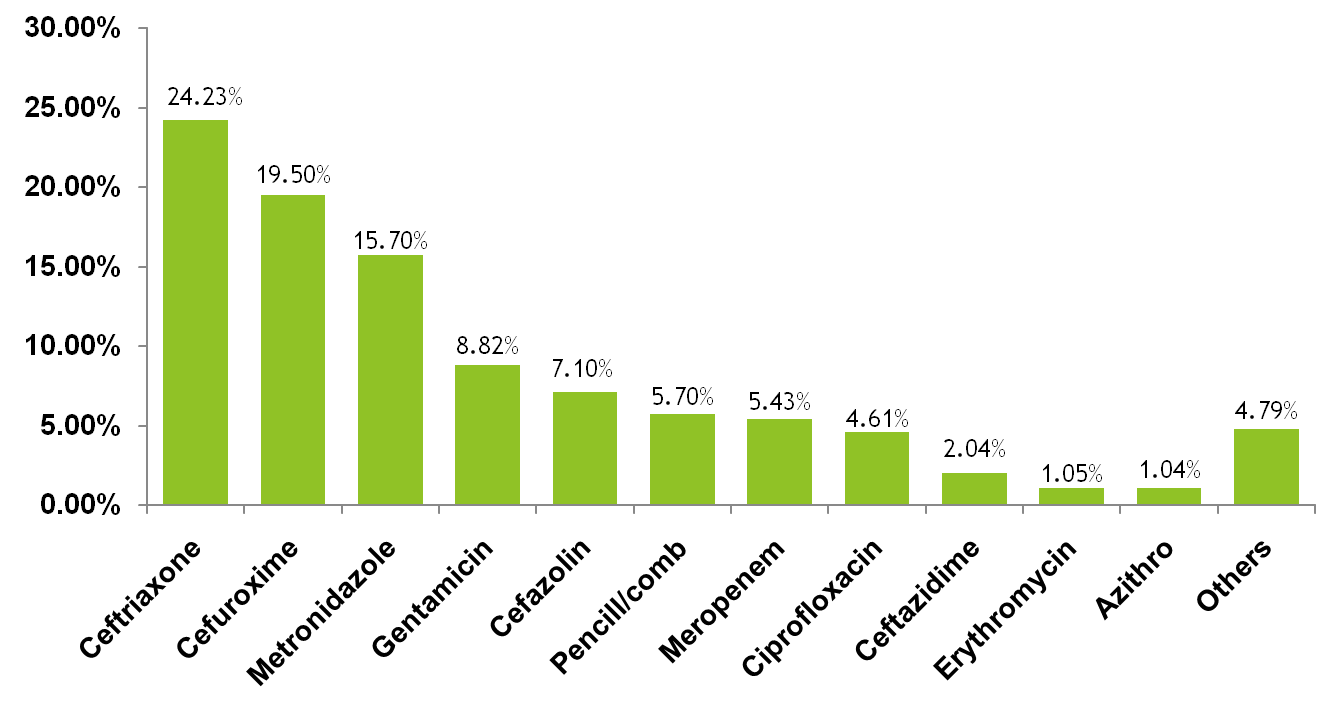 30.00%
25.00%
20.00%
15.00%
10.00%
5.00%
0.00%
24.23%
19.50%
15.70%
8.82%
7.10%
5.70%
5.43%
4.61%
2.04%
1.05%
1.04%
4.79%
Ceftriaxone
Cefuroxime
Metronidazole
Gentamicin
Cefazolin
Pencill/comb
Meropenem
Ciprofloxacin
Ceftazidime
Erythromycin
Azithro
Others